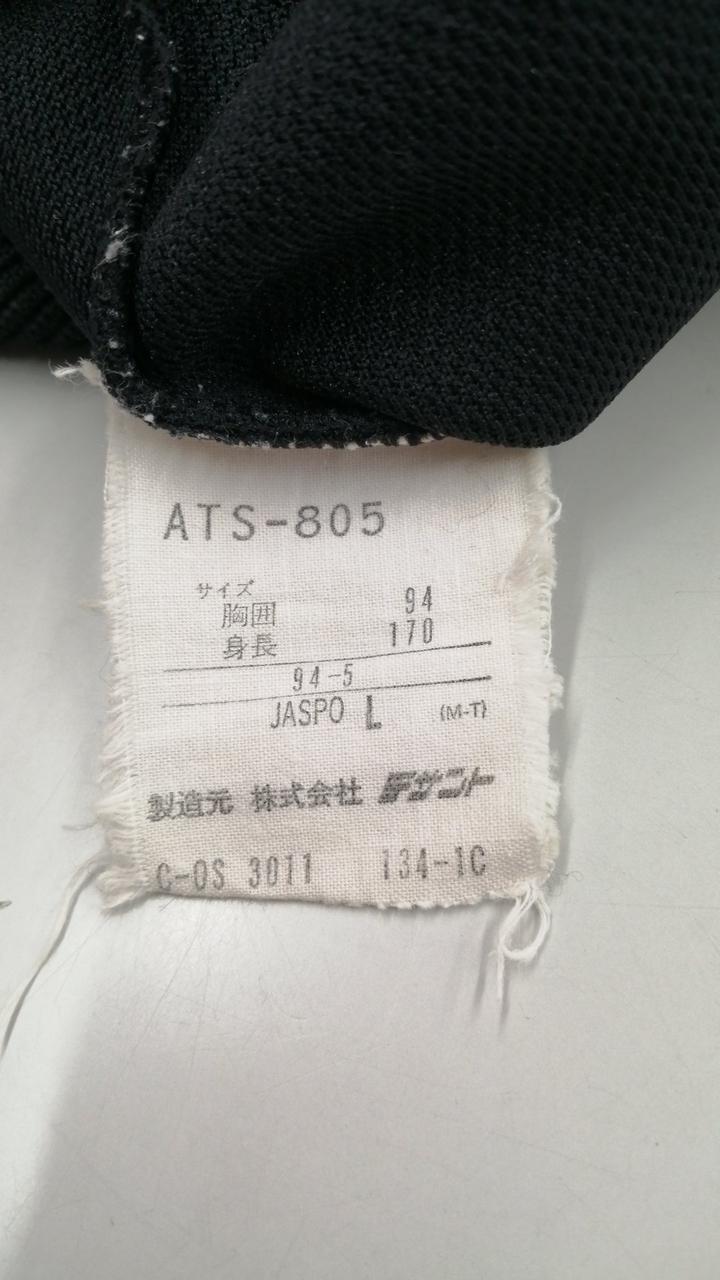 ATS-805
サイズ
胸囲 94
身長 170
94-5
JASPO L (M-T)
製造元 株式会社 デサント
C-OS 3011 134-1C